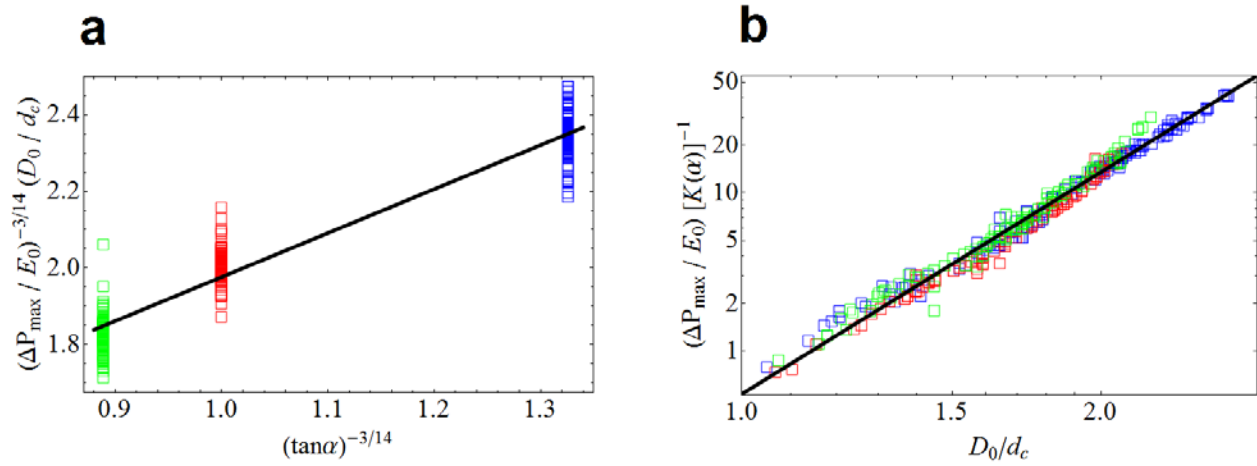 a
(ΔPmax / E0)^−3/14 (D0 / dc)
2.4
2.2
2.0
1.8
0.9 1.0 1.1 1.2 1.3
(tanα)^−3/14
b
(ΔPmax / E0) [K(α)]^−1
50
20
10
5
2
1
1.0 1.5 2.0
D0/dc